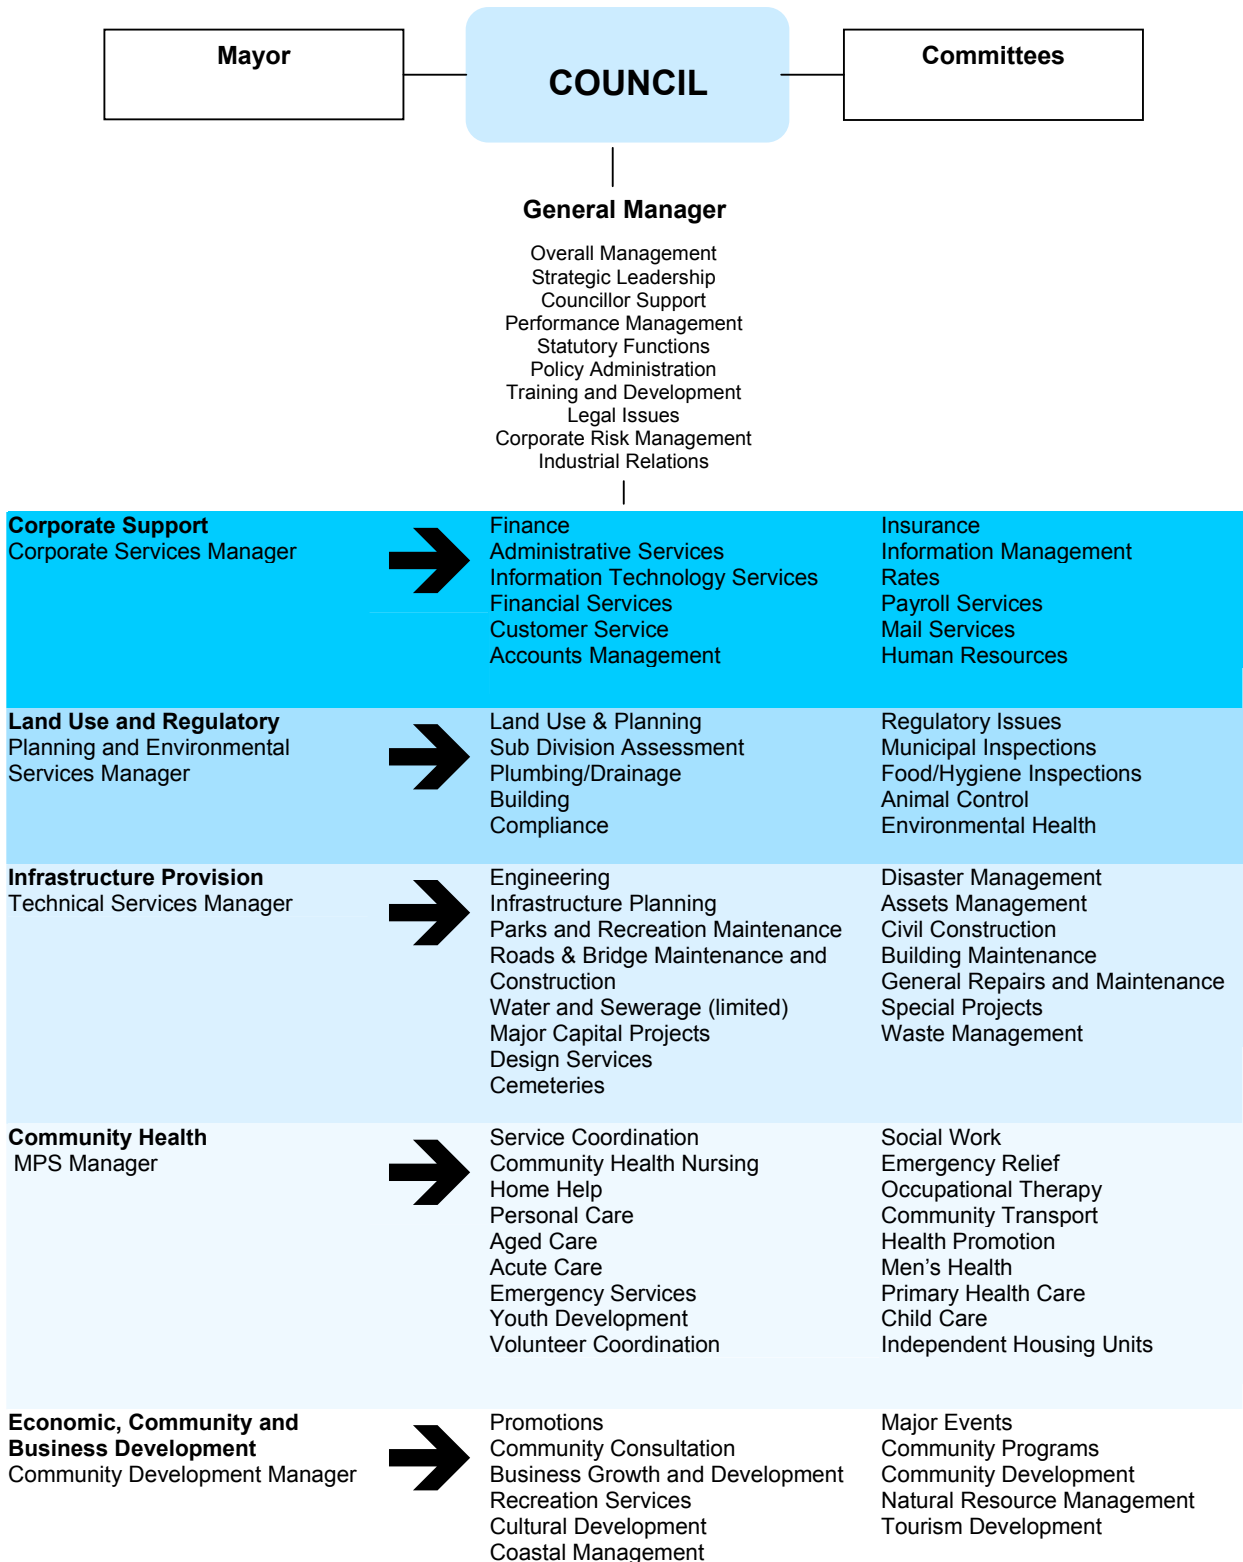 Mayor
COUNCIL
Committees
General Manager
Overall Management
Strategic Leadership
Councillor Support
Performance Management
Statutory Functions
Policy Administration
Training and Development
Legal Issues
Corporate Risk Management
Industrial Relations
Corporate Support
Corporate Services Manager
Finance
Administrative Services
Information Technology Services
Financial Services
Customer Service
Accounts Management
Insurance
Information Management
Rates
Payroll Services
Mail Services
Human Resources
Land Use and Regulatory
Planning and Environmental
Services Manager
Land Use & Planning
Sub Division Assessment
Plumbing/Drainage
Building
Compliance
Regulatory Issues
Municipal Inspections
Food/Hygiene Inspections
Animal Control
Environmental Health
Infrastructure Provision
Technical Services Manager
Engineering
Infrastructure Planning
Parks and Recreation Maintenance
Roads & Bridge Maintenance and
Construction
Water and Sewerage (limited)
Major Capital Projects
Design Services
Cemeteries
Disaster Management
Assets Management
Civil Construction
Building Maintenance
General Repairs and Maintenance
Special Projects
Waste Management
Community Health
MPS Manager
Service Coordination
Community Health Nursing
Home Help
Personal Care
Aged Care
Acute Care
Emergency Services
Youth Development
Volunteer Coordination
Social Work
Emergency Relief
Occupational Therapy
Community Transport
Health Promotion
Men’s Health
Primary Health Care
Child Care
Independent Housing Units
Economic, Community and
Business Development
Community Development Manager
Promotions
Community Consultation
Business Growth and Development
Recreation Services
Cultural Development
Coastal Management
Major Events
Community Programs
Community Development
Natural Resource Management
Tourism Development